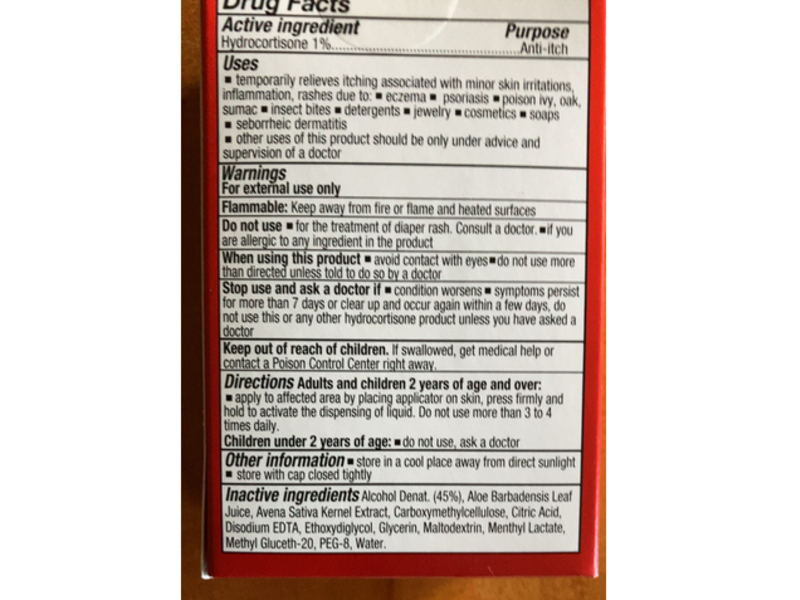 Drug Facts
Active ingredient Purpose
Hydrocortisone 1%..............................................Anti-itch
Uses
▪ temporarily relieves itching associated with minor skin irritations,
inflammation, rashes due to: ▪ eczema ▪ psoriasis ▪ poison ivy, oak,
sumac ▪ insect bites ▪ detergents ▪ jewelry ▪ cosmetics ▪ soaps
▪ seborrheic dermatitis
▪ other uses of this product should be only under advice and
supervision of a doctor
Warnings
For external use only
Flammable: Keep away from fire or flame and heated surfaces
Do not use ▪ for the treatment of diaper rash. Consult a doctor. ▪ if you
are allergic to any ingredient in the product
When using this product ▪ avoid contact with eyes ▪ do not use more
than directed unless told to do so by a doctor
Stop use and ask a doctor if ▪ condition worsens ▪ symptoms persist
for more than 7 days or clear up and occur again within a few days, do
not use this or any other hydrocortisone product unless you have asked a
doctor
Keep out of reach of children. If swallowed, get medical help or
contact a Poison Control Center right away.
Directions Adults and children 2 years of age and over:
▪ apply to affected area by placing applicator on skin, press firmly and
hold to activate the dispensing of liquid. Do not use more than 3 to 4
times daily.
Children under 2 years of age: ▪ do not use, ask a doctor
Other information ▪ store in a cool place away from direct sunlight
▪ store with cap closed tightly
Inactive ingredients Alcohol Denat. (45%), Aloe Barbadensis Leaf
Juice, Avena Sativa Kernel Extract, Carboxymethylcellulose, Citric Acid,
Disodium EDTA, Ethoxydiglycol, Glycerin, Maltodextrin, Menthyl Lactate,
Methyl Gluceth-20, PEG-8, Water.